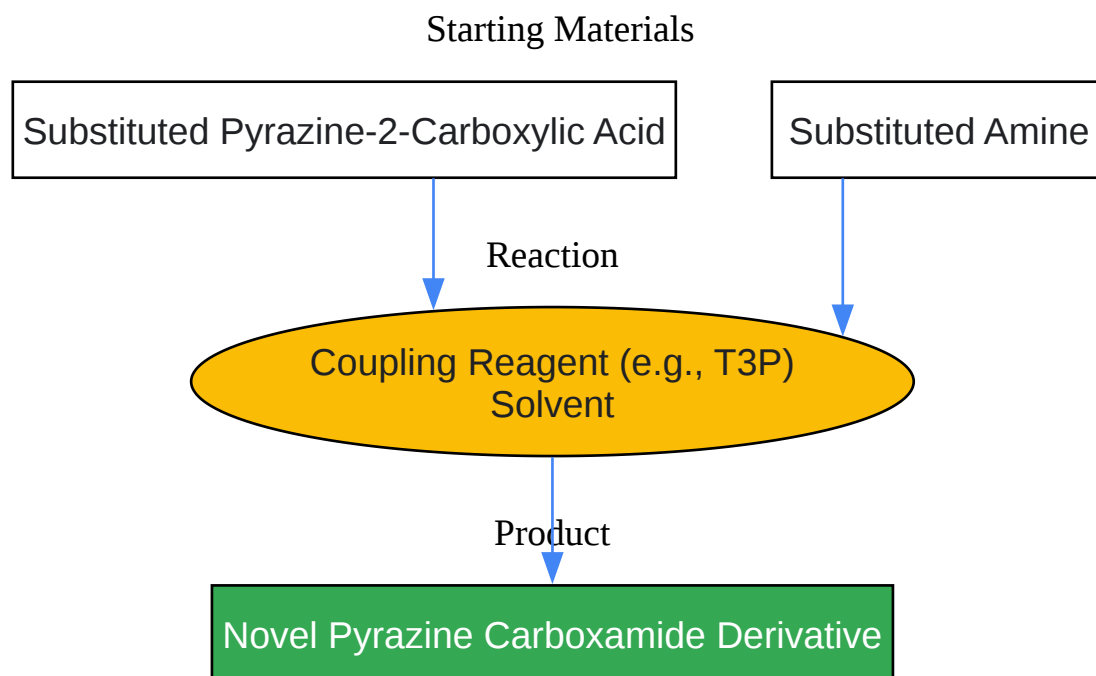 Starting Materials
Substituted Pyrazine-2-Carboxylic Acid
Substituted Amine
Reaction
Coupling Reagent (e.g., T3P)
Solvent
Product
Novel Pyrazine Carboxamide Derivative